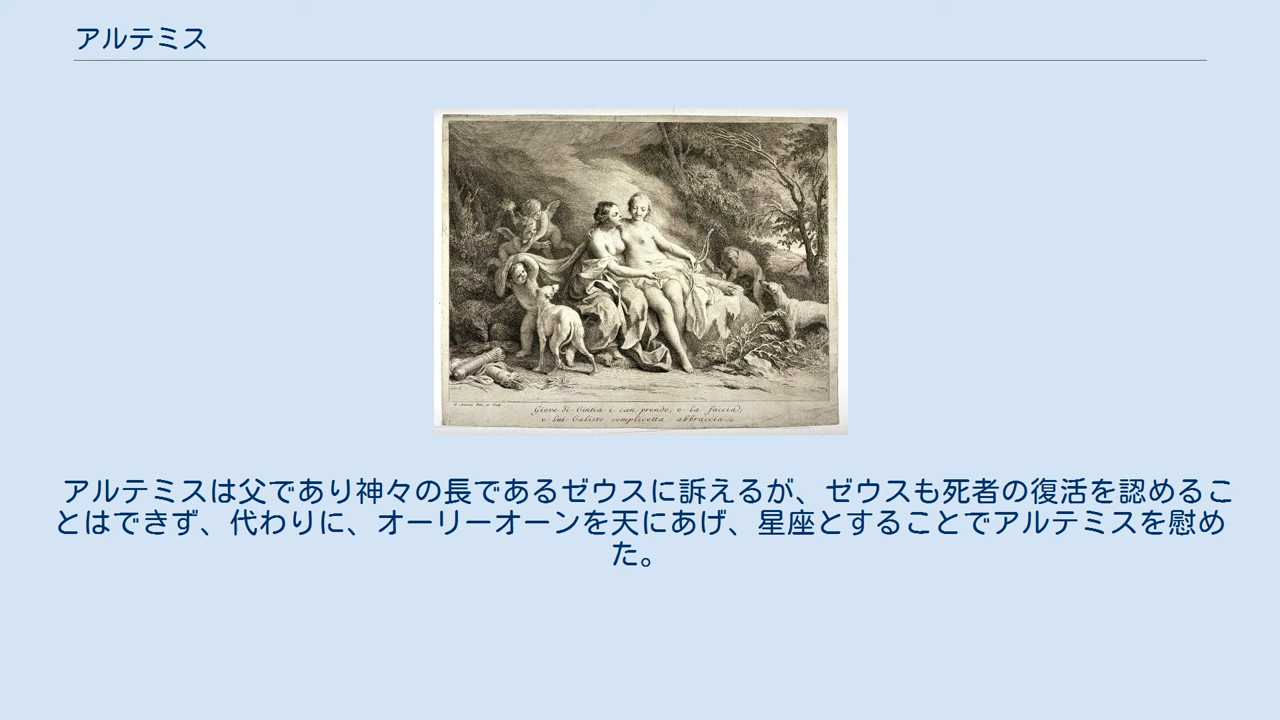 アルテミス
Giove di Cintia i can prende, e la faccia,
e lui Calisto semplicetta abbraccia.
アルテミスは父であり神々の長であるゼウスに訴えるが、ゼウスも死者の復活を認めるこ
とはできず、代わりに、オーリーオーンを天にあげ、星座とすることでアルテミスを慰め
た。